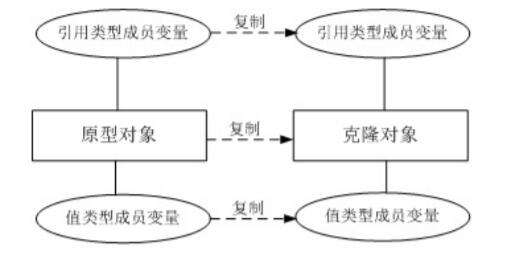 引用类型成员变量 复制 引用类型成员变量
原型对象 复制 克隆对象
值类型成员变量 复制 值类型成员变量